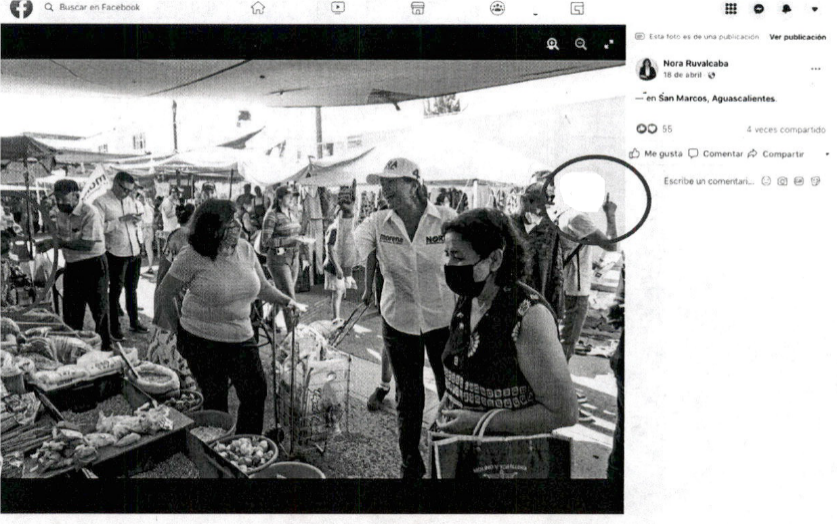 Buscar en Facebook
Esta foto es de una publicación
Ver publicación
Nora Ruvalcaba
18 de abril
— en San Marcos, Aguascalientes.
55
4 veces compartido
Me gusta
Comentar
Compartir
Escribe un comentari...
morena